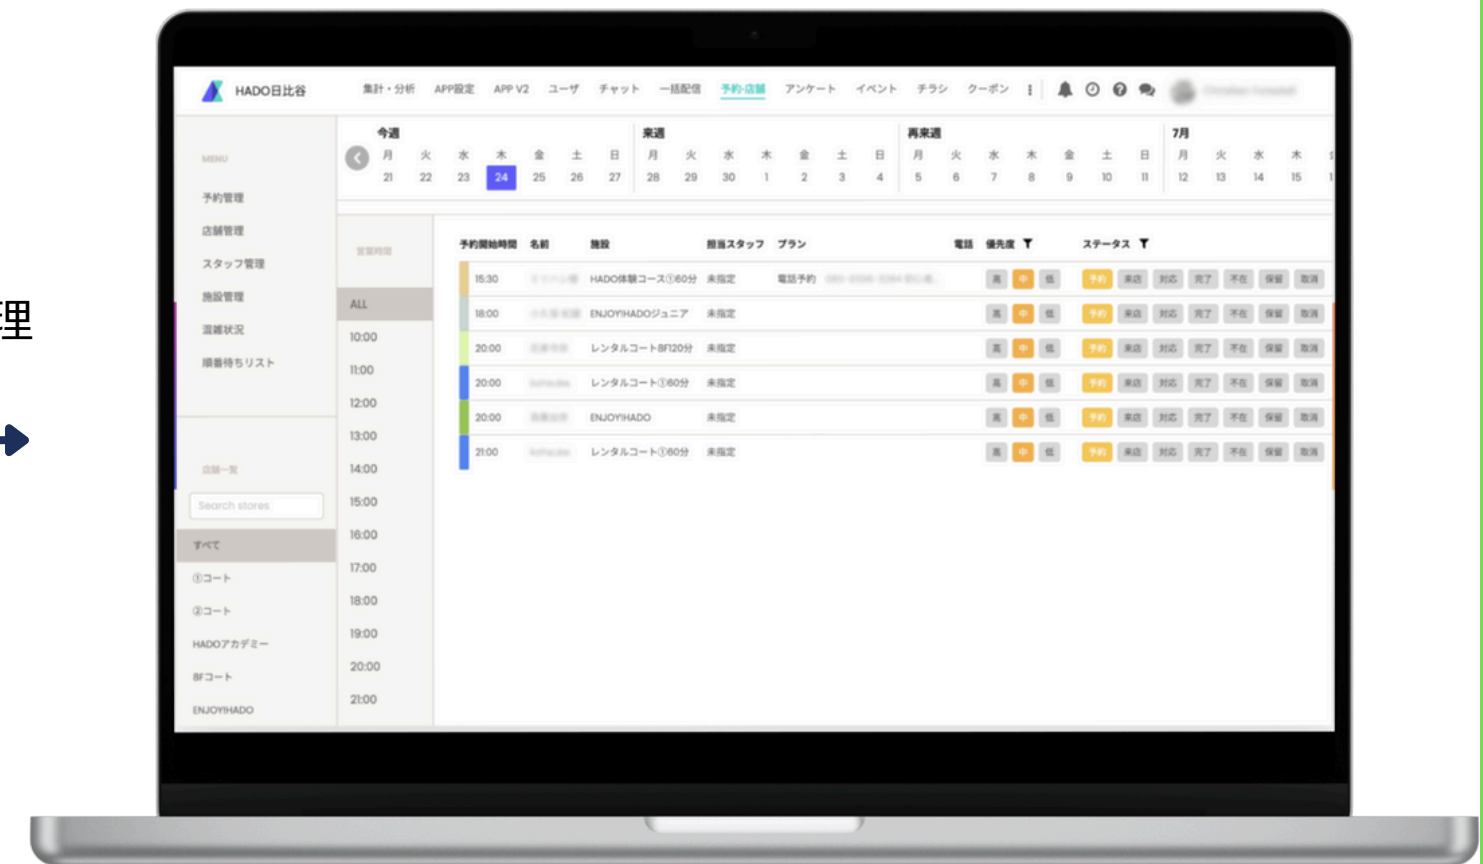 理
HADO日比谷
集計・分析 APP設定 APP V2 ユーザ チャット 一括配信 予約·店舗 アンケート イベント チラシ クーポン
今週 来週 再来週 7月
月 火 水 木 金 土 日 月 火 水 木 金 土 日 月 火 水 木 金 土 日 月 火 水 木
21 22 23 24 25 26 27 28 29 30 1 2 3 4 5 6 7 8 9 10 11 12 13 14 15 1
MENU
予約管理
店舗管理
スタッフ管理
施設管理
混雑状況
順番待ちリスト
店舗一覧
Search stores
すべて
①コート
②コート
HADOアカデミー
8Fコート
ENJOY!HADO
営業時間
ALL
10:00
11:00
12:00
13:00
14:00
15:00
16:00
17:00
18:00
19:00
20:00
21:00
予約開始時間 名前 施設 担当スタッフ プラン 電話 優先度 ステータス
15:30 HADO体験コース①60分 未指定 電話予約 高 中 低 予約 来店 対応 完了 不在 保留 取消
18:00 ENJOY!HADOジュニア 未指定 高 中 低 予約 来店 対応 完了 不在 保留 取消
20:00 レンタルコート8F120分 未指定 高 中 低 予約 来店 対応 完了 不在 保留 取消
20:00 レンタルコート①60分 未指定 高 中 低 予約 来店 対応 完了 不在 保留 取消
20:00 ENJOY!HADO 未指定 高 中 低 予約 来店 対応 完了 不在 保留 取消
21:00 レンタルコート①60分 未指定 高 中 低 予約 来店 対応 完了 不在 保留 取消